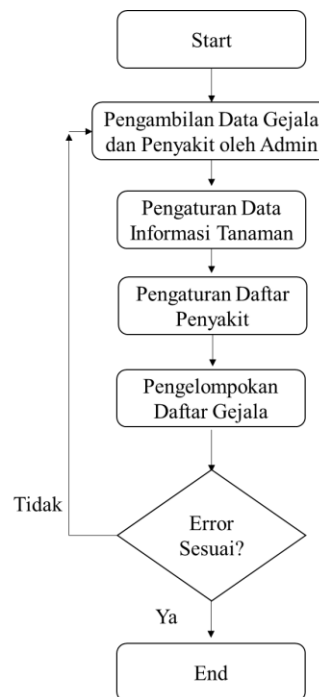 Start
Pengambilan Data Gejala
dan Penyakit oleh Admin
Pengaturan Data
Informasi Tanaman
Pengaturan Daftar
Penyakit
Pengelompokan
Daftar Gejala
Tidak
Error
Sesuai?
Ya
End